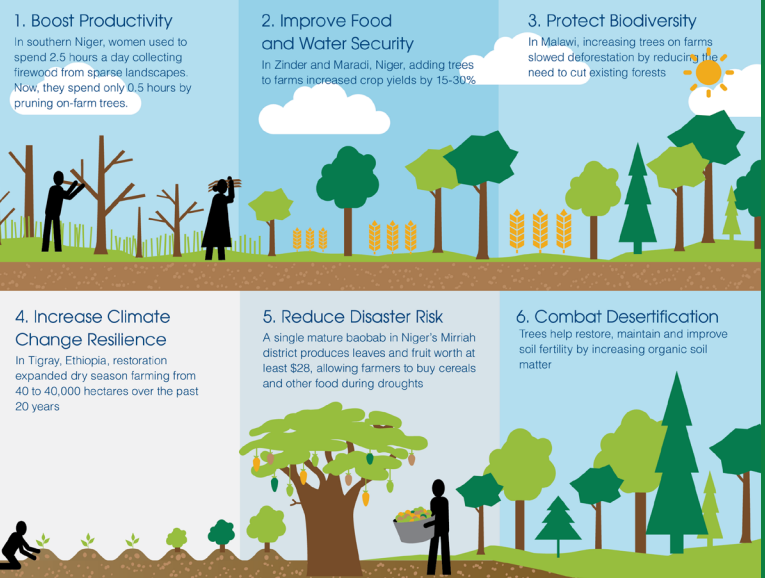 1. Boost Productivity
In southern Niger, women used to
spend 2.5 hours a day collecting
firewood from sparse landscapes.
Now, they spend only 0.5 hours by
pruning on-farm trees.
2. Improve Food
and Water Security
In Zinder and Maradi, Niger, adding trees
to farms increased crop yields by 15-30%
3. Protect Biodiversity
In Malawi, increasing trees on farms
slowed deforestation by reducing the
need to cut existing forests
4. Increase Climate
Change Resilience
In Tigray, Ethiopia, restoration
expanded dry season farming from
40 to 40,000 hectares over the past
20 years
5. Reduce Disaster Risk
A single mature baobab in Niger's Mirriah
district produces leaves and fruit worth at
least $28, allowing farmers to buy cereals
and other food during droughts
6. Combat Desertification
Trees help restore, maintain and improve
soil fertility by increasing organic soil
matter